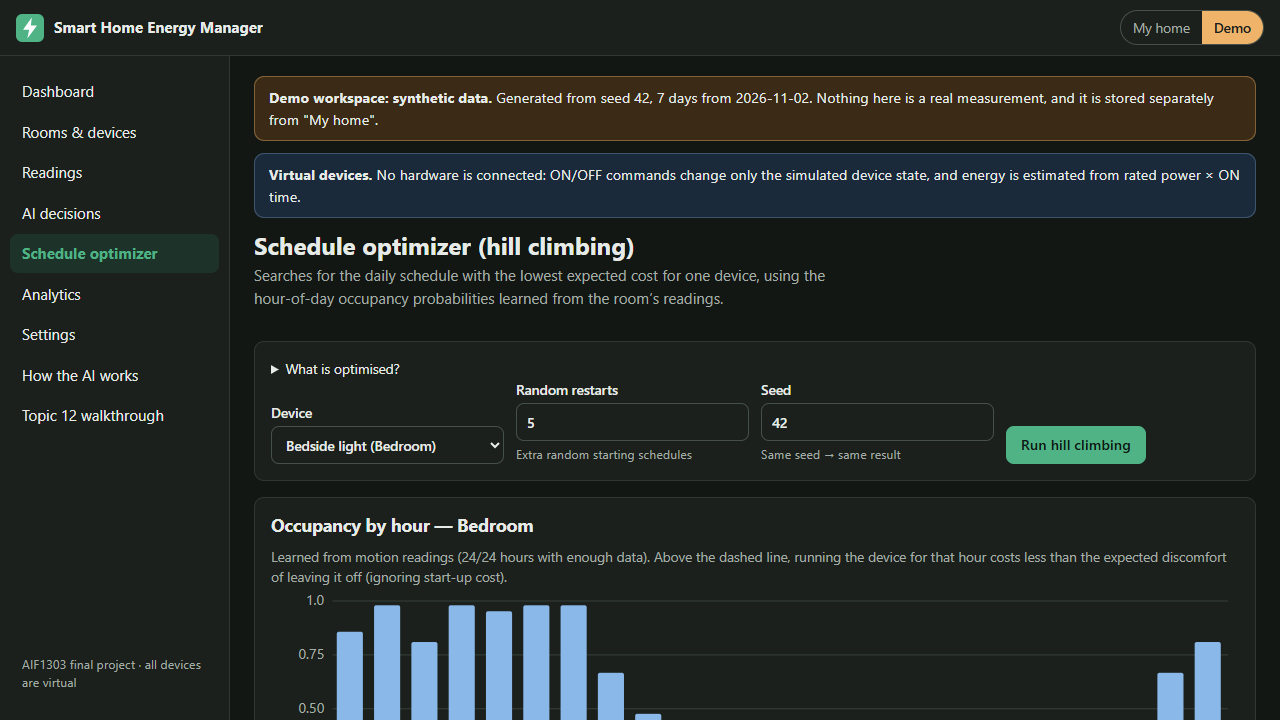 Smart Home Energy Manager
My home
Demo
Dashboard
Rooms & devices
Readings
AI decisions
Schedule optimizer
Analytics
Settings
How the AI works
Topic 12 walkthrough
AIF1303 final project · all devices
are virtual
Demo workspace: synthetic data. Generated from seed 42, 7 days from 2026-11-02. Nothing here is a real measurement, and it is stored separately
from "My home".
Virtual devices. No hardware is connected: ON/OFF commands change only the simulated device state, and energy is estimated from rated power × ON
time.
Schedule optimizer (hill climbing)
Searches for the daily schedule with the lowest expected cost for one device, using the
hour-of-day occupancy probabilities learned from the room's readings.
▶ What is optimised?
Device
Bedside light (Bedroom)
Random restarts
5
Extra random starting schedules
Seed
42
Same seed → same result
Run hill climbing
Occupancy by hour — Bedroom
Learned from motion readings (24/24 hours with enough data). Above the dashed line, running the device for that hour costs less than the expected discomfort
of leaving it off (ignoring start-up cost).
1.0
0.75
0.50